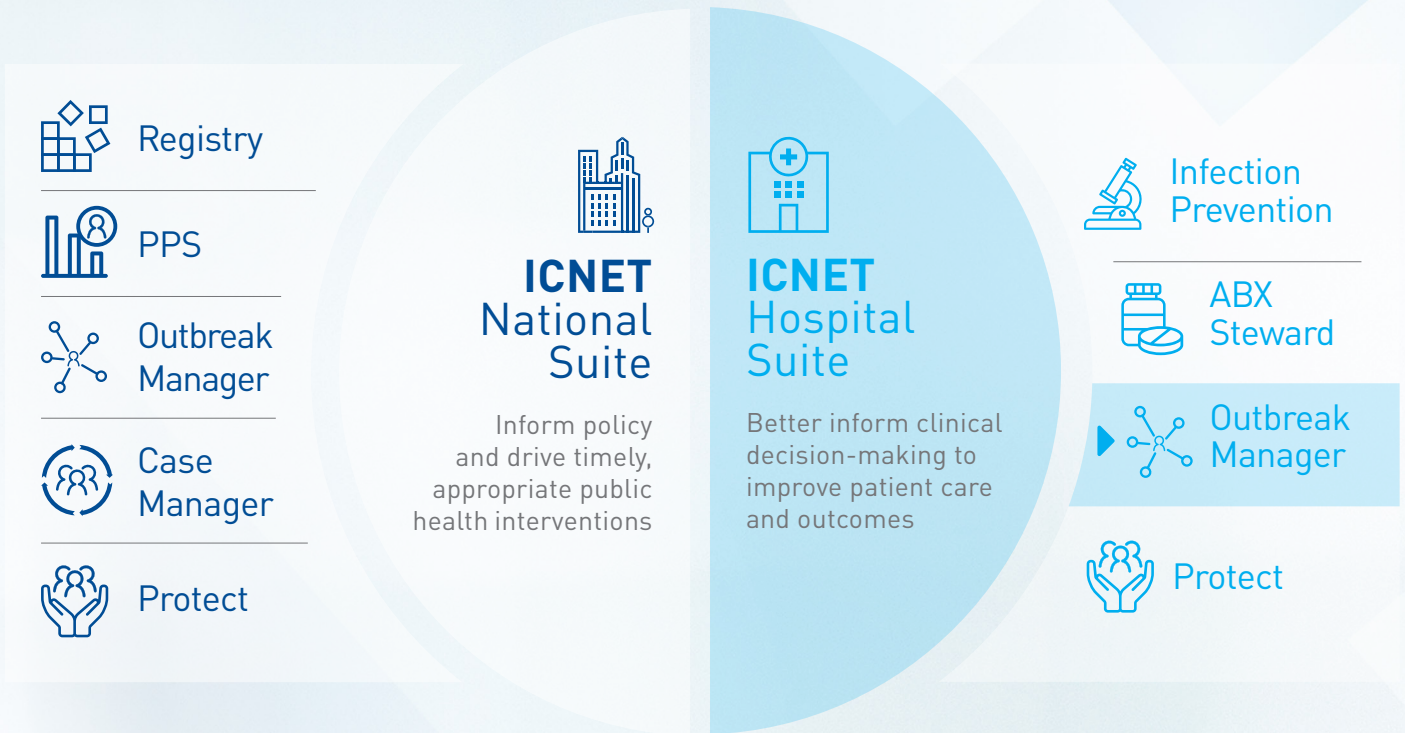 Registry
PPS
Outbreak
Manager
Case
Manager
Protect
ICNET
National
Suite
Inform policy
and drive timely,
appropriate public
health interventions
ICNET
Hospital
Suite
Better inform clinical
decision-making to
improve patient care
and outcomes
Infection
Prevention
ABX
Steward
Outbreak
Manager
Protect